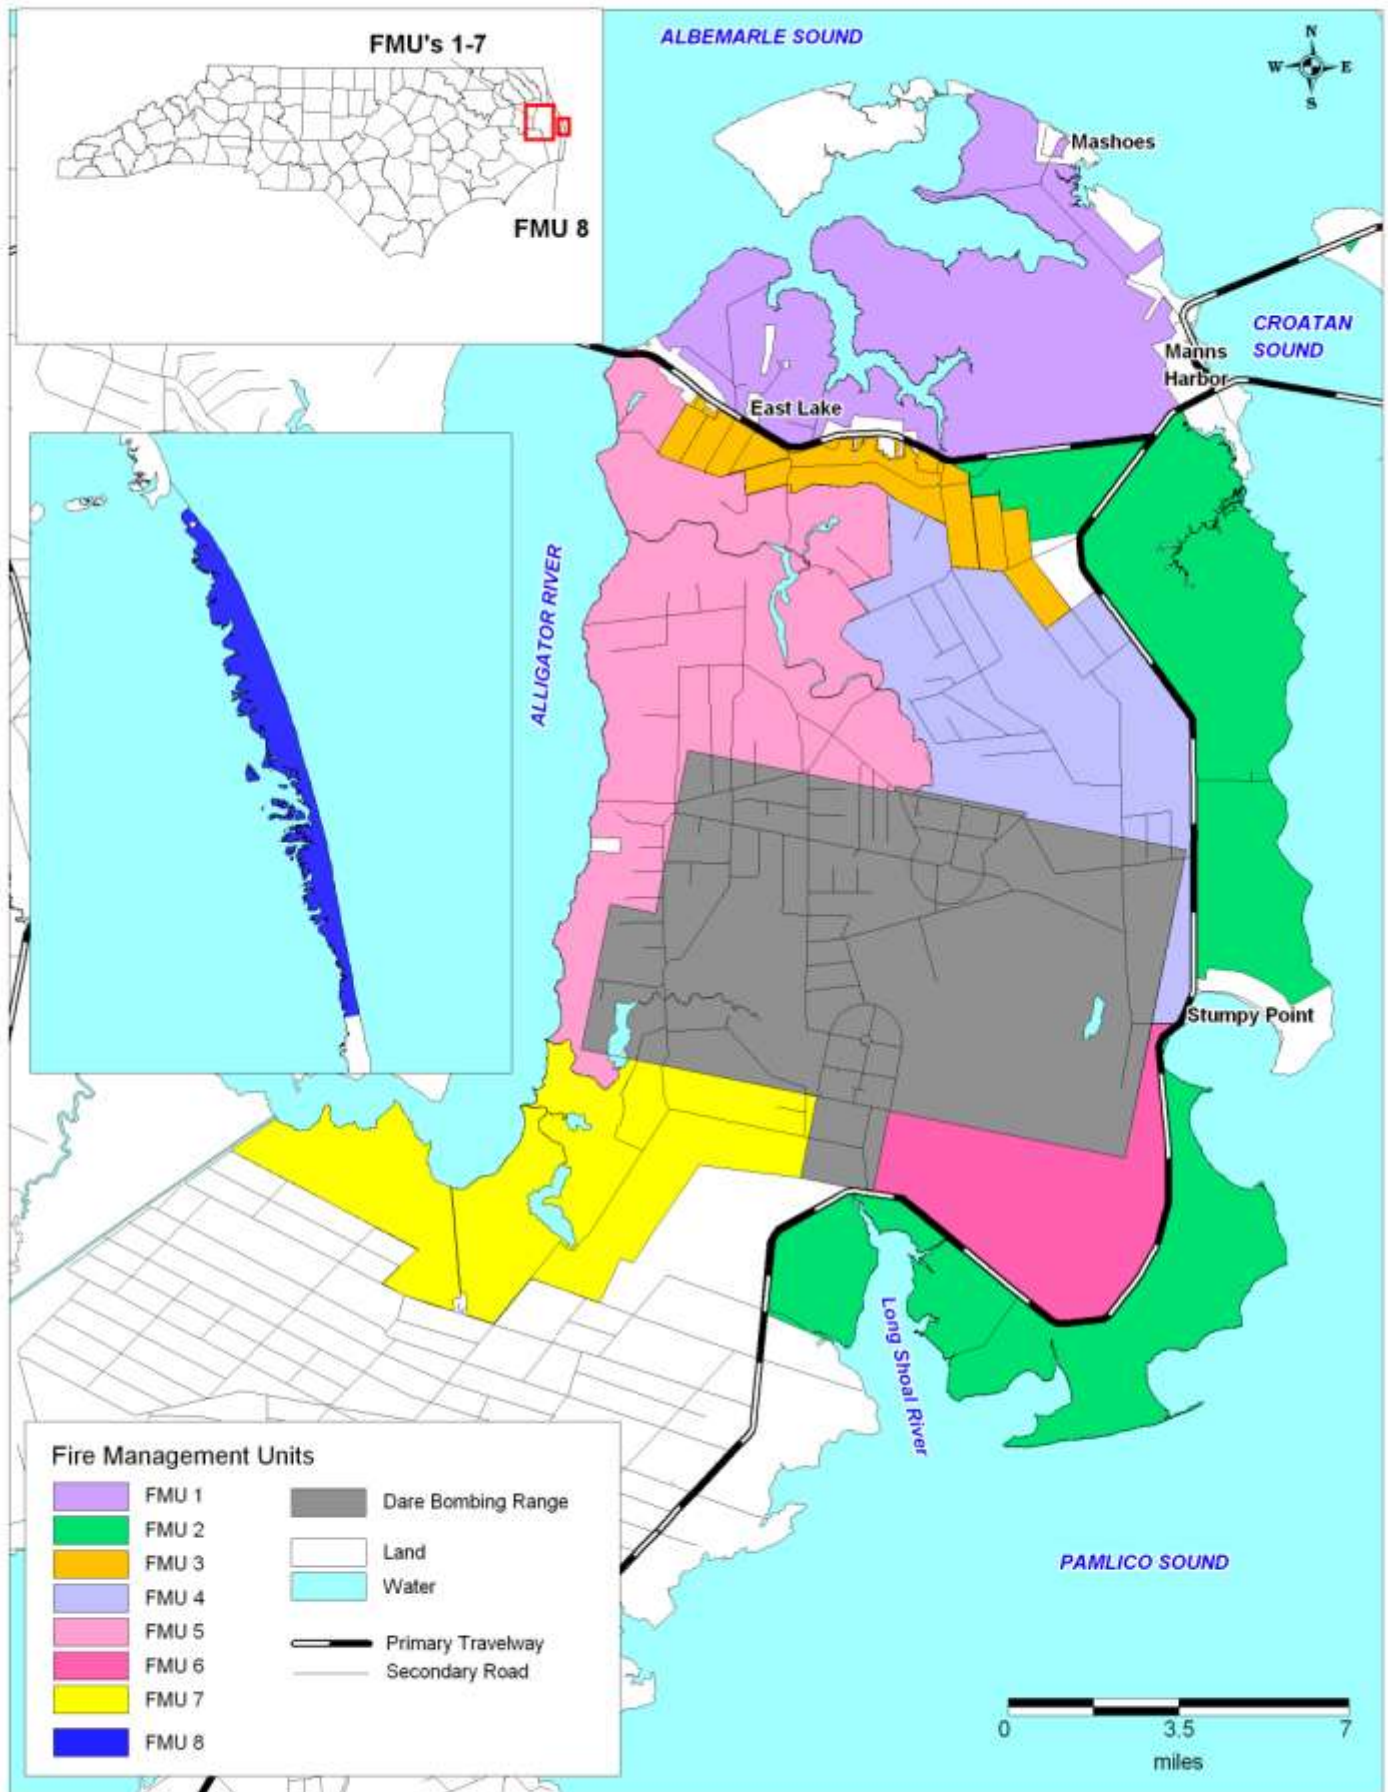 FMU's 1-7
FMU 8
ALBEMARLE SOUND
N
W
E
S
Mashoes
CROATAN
SOUND
Manns
Harbor
East Lake
ALLIGATOR RIVER
Stumpy Point
Long Shoal River
PAMLICO SOUND
Fire Management Units
FMU 1
FMU 2
FMU 3
FMU 4
FMU 5
FMU 6
FMU 7
FMU 8
Dare Bombing Range
Land
Water
Primary Travelway
Secondary Road
0
3.5
7
miles